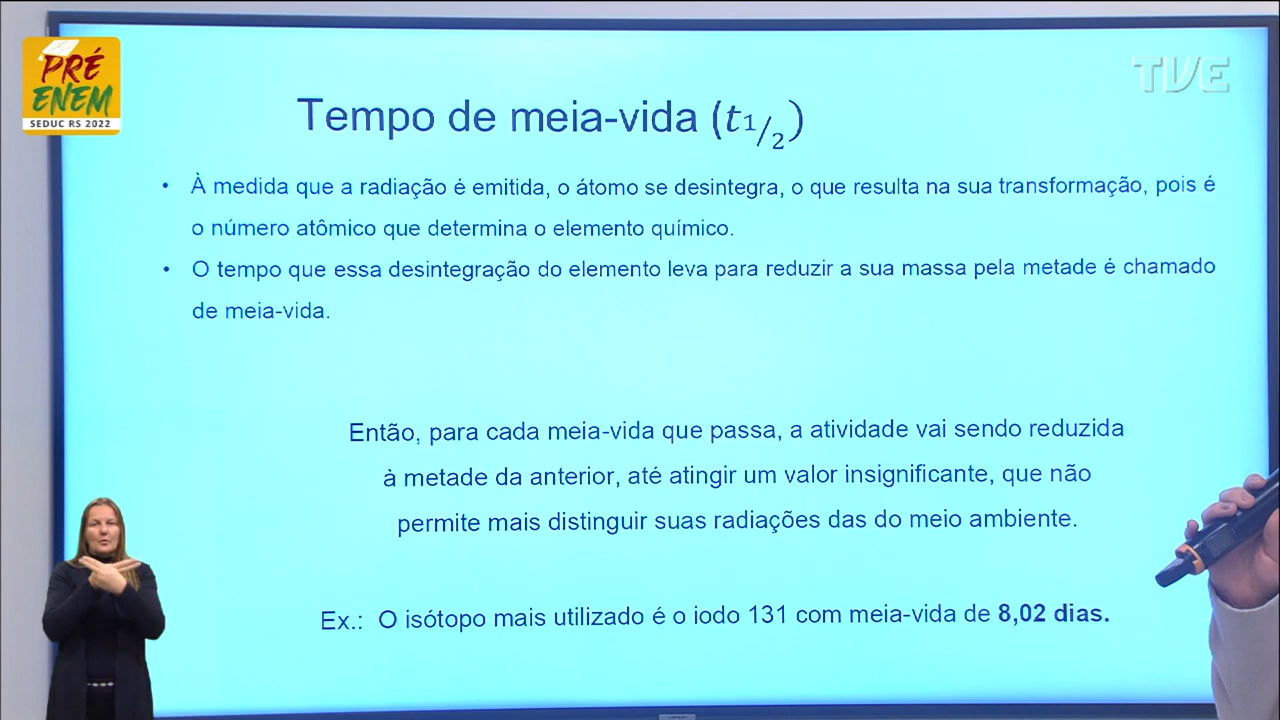 PRÉ
ENEM
SEDUC RS 2022
TVE
Tempo de meia-vida (t1/2)
• À medida que a radiação é emitida, o átomo se desintegra, o que resulta na sua transformação, pois é
o número atômico que determina o elemento químico.
• O tempo que essa desintegração do elemento leva para reduzir a sua massa pela metade é chamado
de meia-vida.
Então, para cada meia-vida que passa, a atividade vai sendo reduzida
à metade da anterior, até atingir um valor insignificante, que não
permite mais distinguir suas radiações das do meio ambiente.
Ex.: O isótopo mais utilizado é o iodo 131 com meia-vida de 8,02 dias.